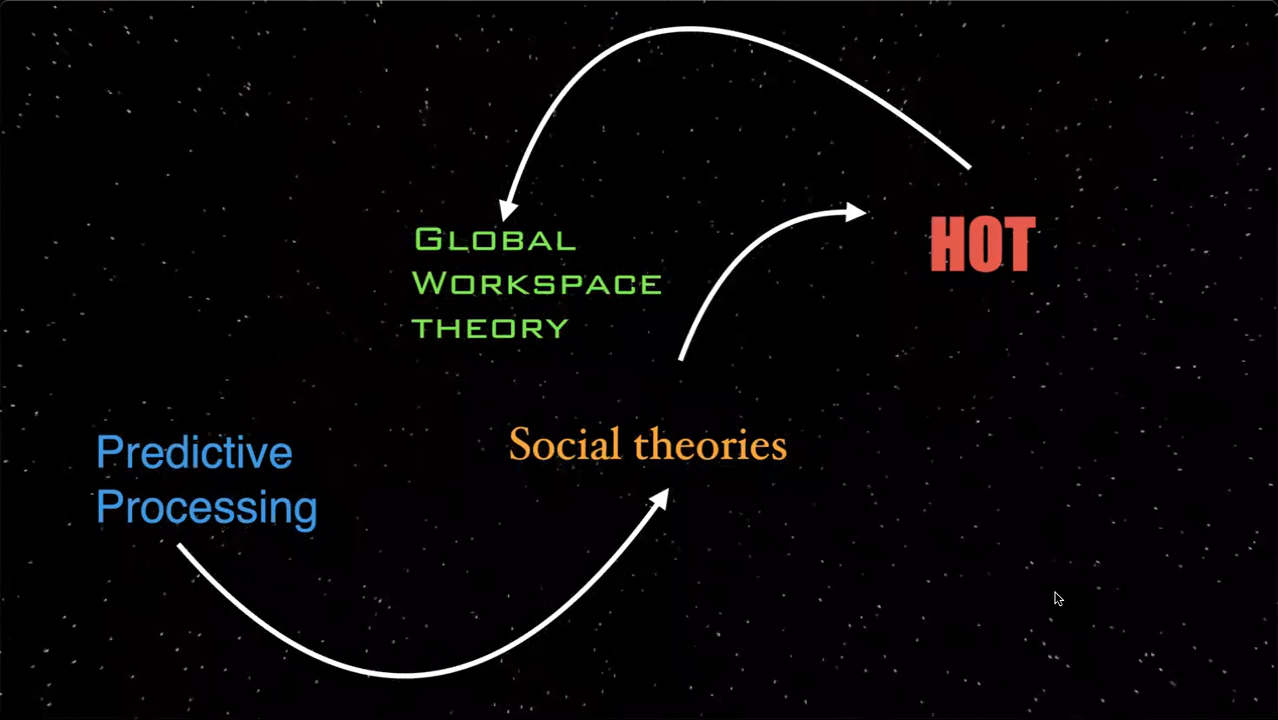 GLOBAL
WORKSPACE
THEORY
HOT
Social theories
Predictive
Processing